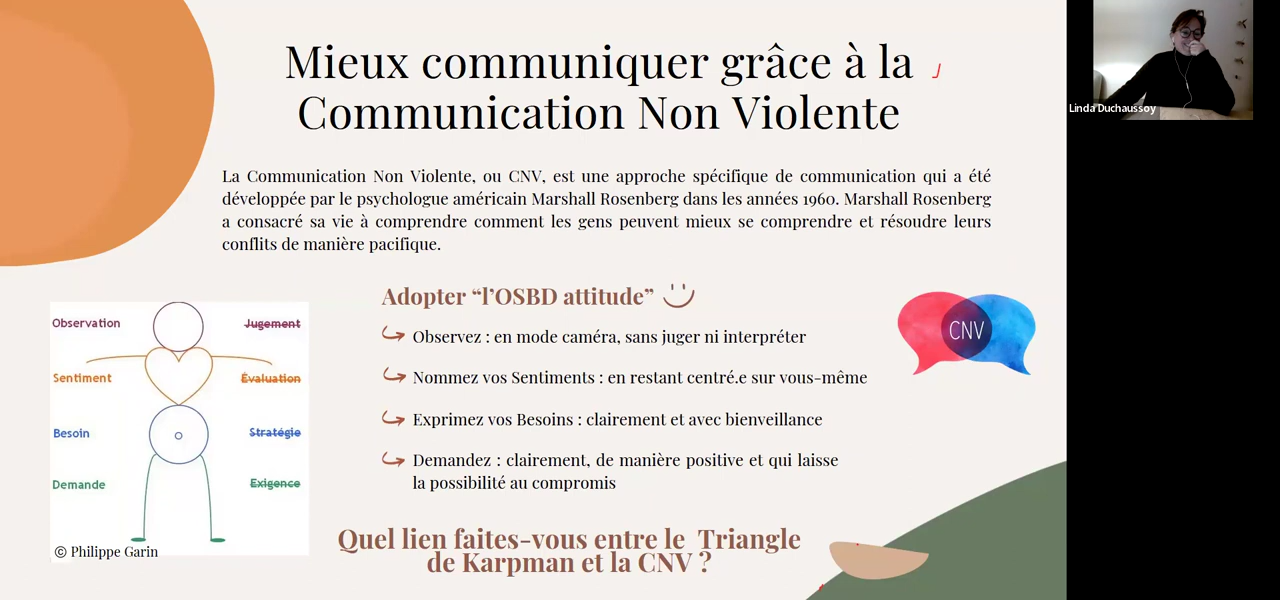 Mieux communiquer grâce à la
Communication Non Violente
La Communication Non Violente, ou CNV, est une approche spécifique de communication qui a été
développée par le psychologue américain Marshall Rosenberg dans les années 1960. Marshall Rosenberg
a consacré sa vie à comprendre comment les gens peuvent mieux se comprendre et résoudre leurs
conflits de manière pacifique.
Adopter “l’OSBD attitude”
Observez : en mode caméra, sans juger ni interpréter
Nommez vos Sentiments : en restant centré.e sur vous-même
Exprimez vos Besoins : clairement et avec bienveillance
Demandez : clairement, de manière positive et qui laisse
la possibilité au compromis
Observation Jugement
Sentiment Évaluation
Besoin Stratégie
Demande Exigence
© Philippe Garin
CNV
Quel lien faites-vous entre le Triangle
de Karpman et la CNV ?
Linda Duchaussoy